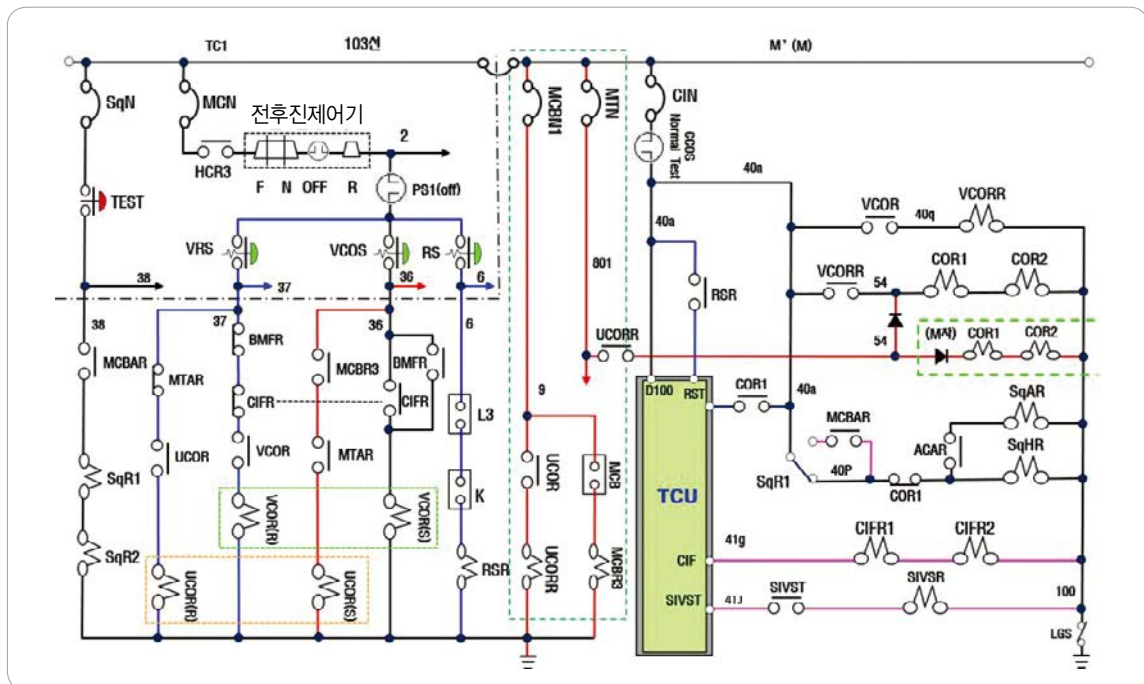 TC1
103선
M' (M)
SqN
MCN
전후진제어기
2
HCR3
F N OFF R
PS1(off)
TEST
VRS
VCOS
RS
38
37
36
6
38
37
36
6
MCBAR
MTAR
BMFR
MCBR3
BMFR
CIFR
CIFR
L3
UCOR
VCOR
MTAR
K
SqR1
SqR2
VCOR(R)
VCOR(S)
UCOR(R)
UCOR(S)
RSR
MCBN1
MTN
801
UCORR
9
UCOR
MCB
UCORR
MCBR3
CIN
CCOS
Normal Test
40a
40a
RSR
D100
RST
TCU
CIF
SIVST
COR1
40a
VCOR
40q
VCORR
VCORR
54
COR1
COR2
54
(M차)
COR1
COR2
MCBAR
SqR1
40P
COR1
ACAR
SqAR
SqHR
41g
CIFR1
CIFR2
41J
SIVST
SIVSR
100
LGS